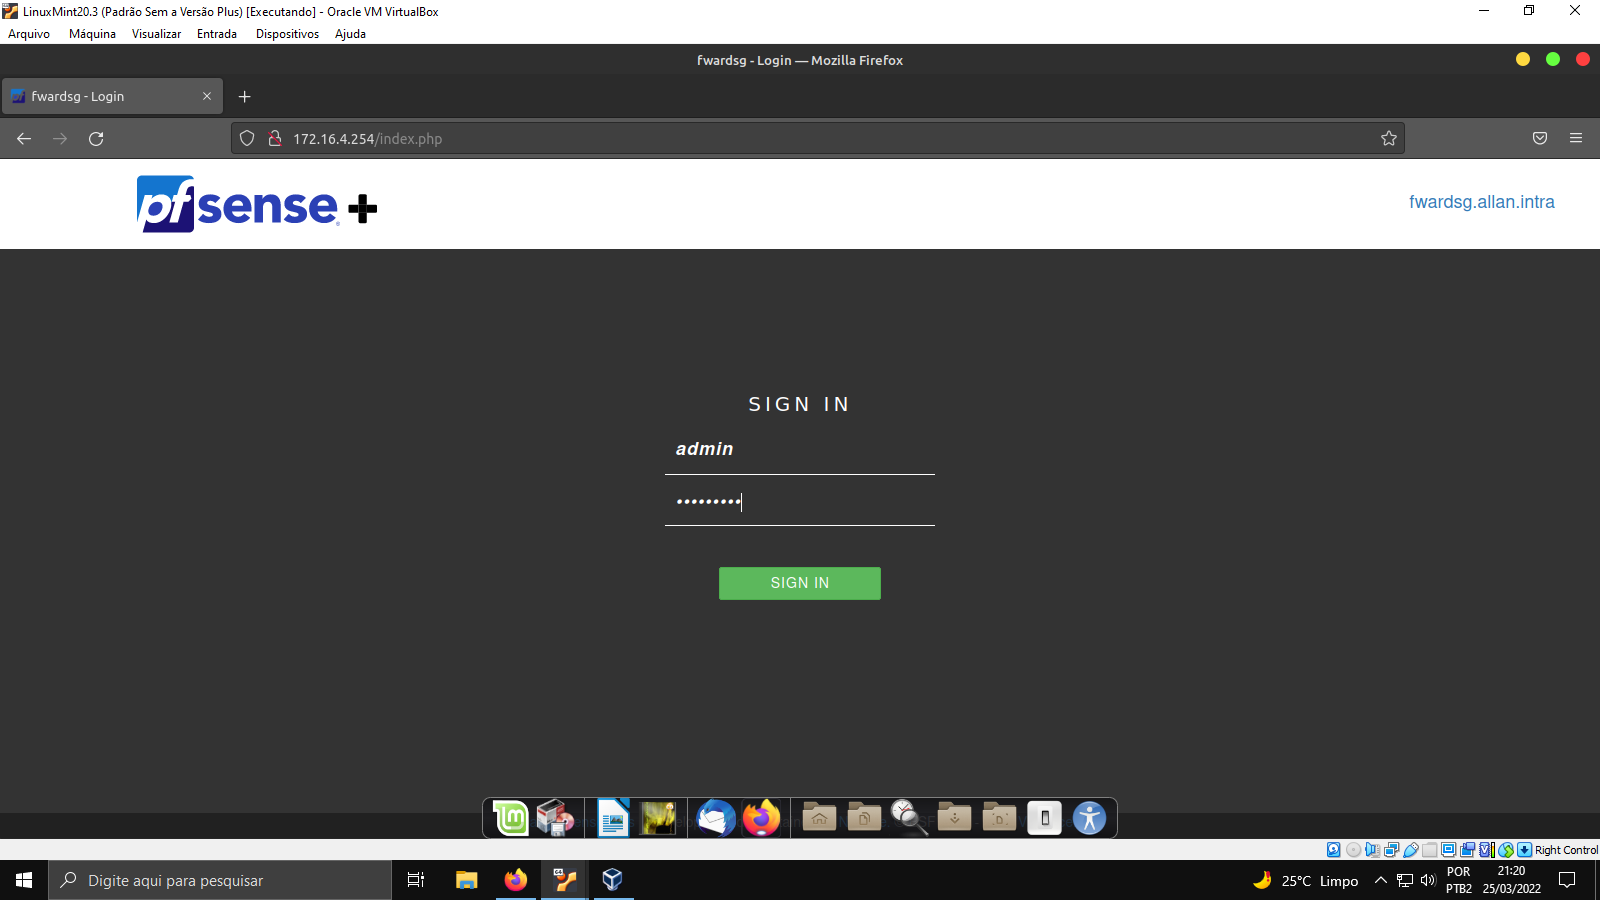 LinuxMint20.3 (Padrão Sem a Versão Plus) [Executando] - Oracle VM VirtualBox
Arquivo Máquina Visualizar Entrada Dispositivos Ajuda
fwardsg - Login — Mozilla Firefox
fwardsg - Login
172.16.4.254/index.php
pfsense +
fwardsg.allan.intra
SIGN IN
admin
•••••••••
SIGN IN
Right Control
Digite aqui para pesquisar
25°C Limpo
POR
PTB2
21:20
25/03/2022